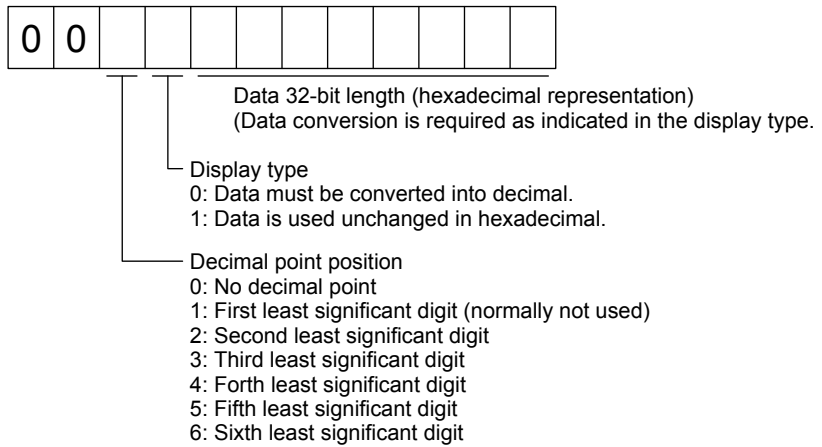 0 0
Data 32-bit length (hexadecimal representation)
(Data conversion is required as indicated in the display type.
Display type
0: Data must be converted into decimal.
1: Data is used unchanged in hexadecimal.
Decimal point position
0: No decimal point
1: First least significant digit (normally not used)
2: Second least significant digit
3: Third least significant digit
4: Forth least significant digit
5: Fifth least significant digit
6: Sixth least significant digit